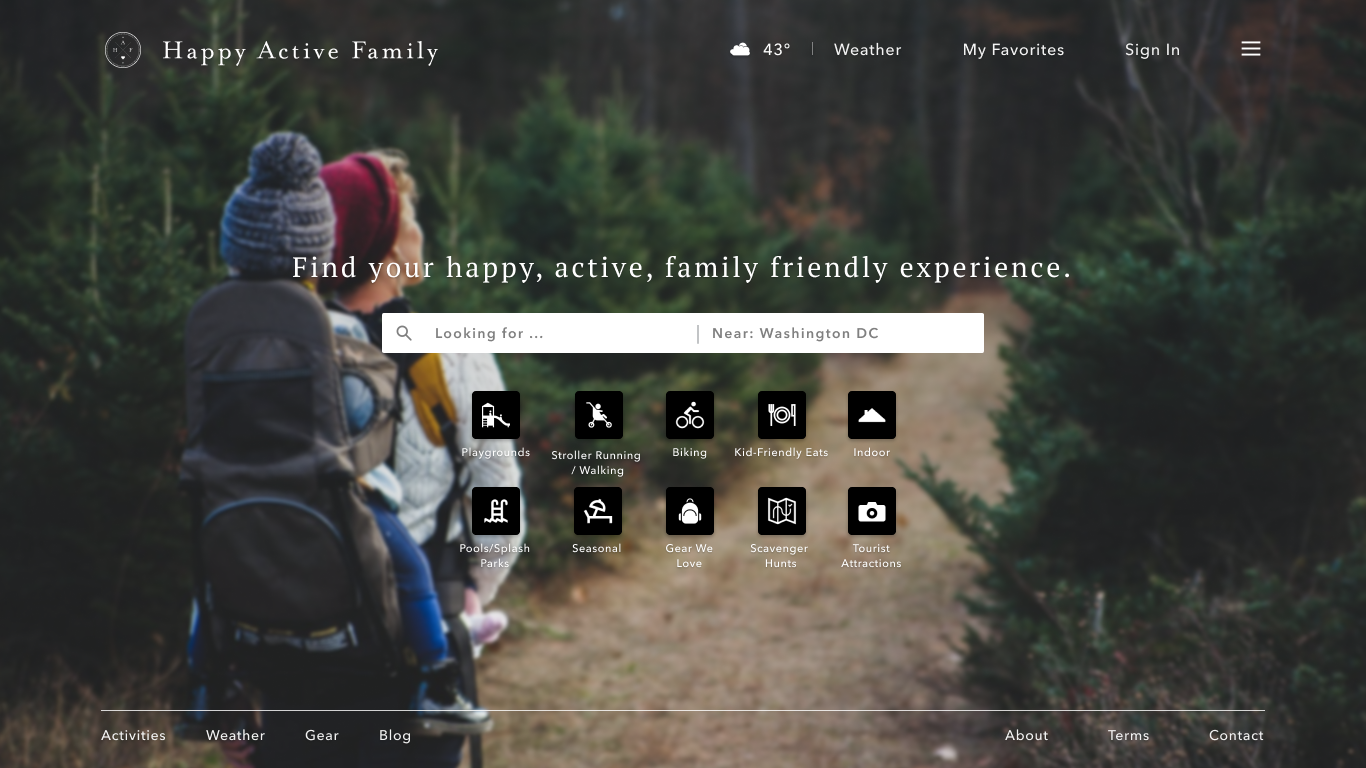 Happy Active Family
43° Weather My Favorites Sign In
Find your happy, active, family friendly experience.
Looking for ... Near: Washington DC
Playgrounds
Stroller Running
/ Walking
Biking
Kid-Friendly Eats
Indoor
Pools/Splash
Parks
Seasonal
Gear We
Love
Scavenger
Hunts
Tourist
Attractions
Activities Weather Gear Blog About Terms Contact